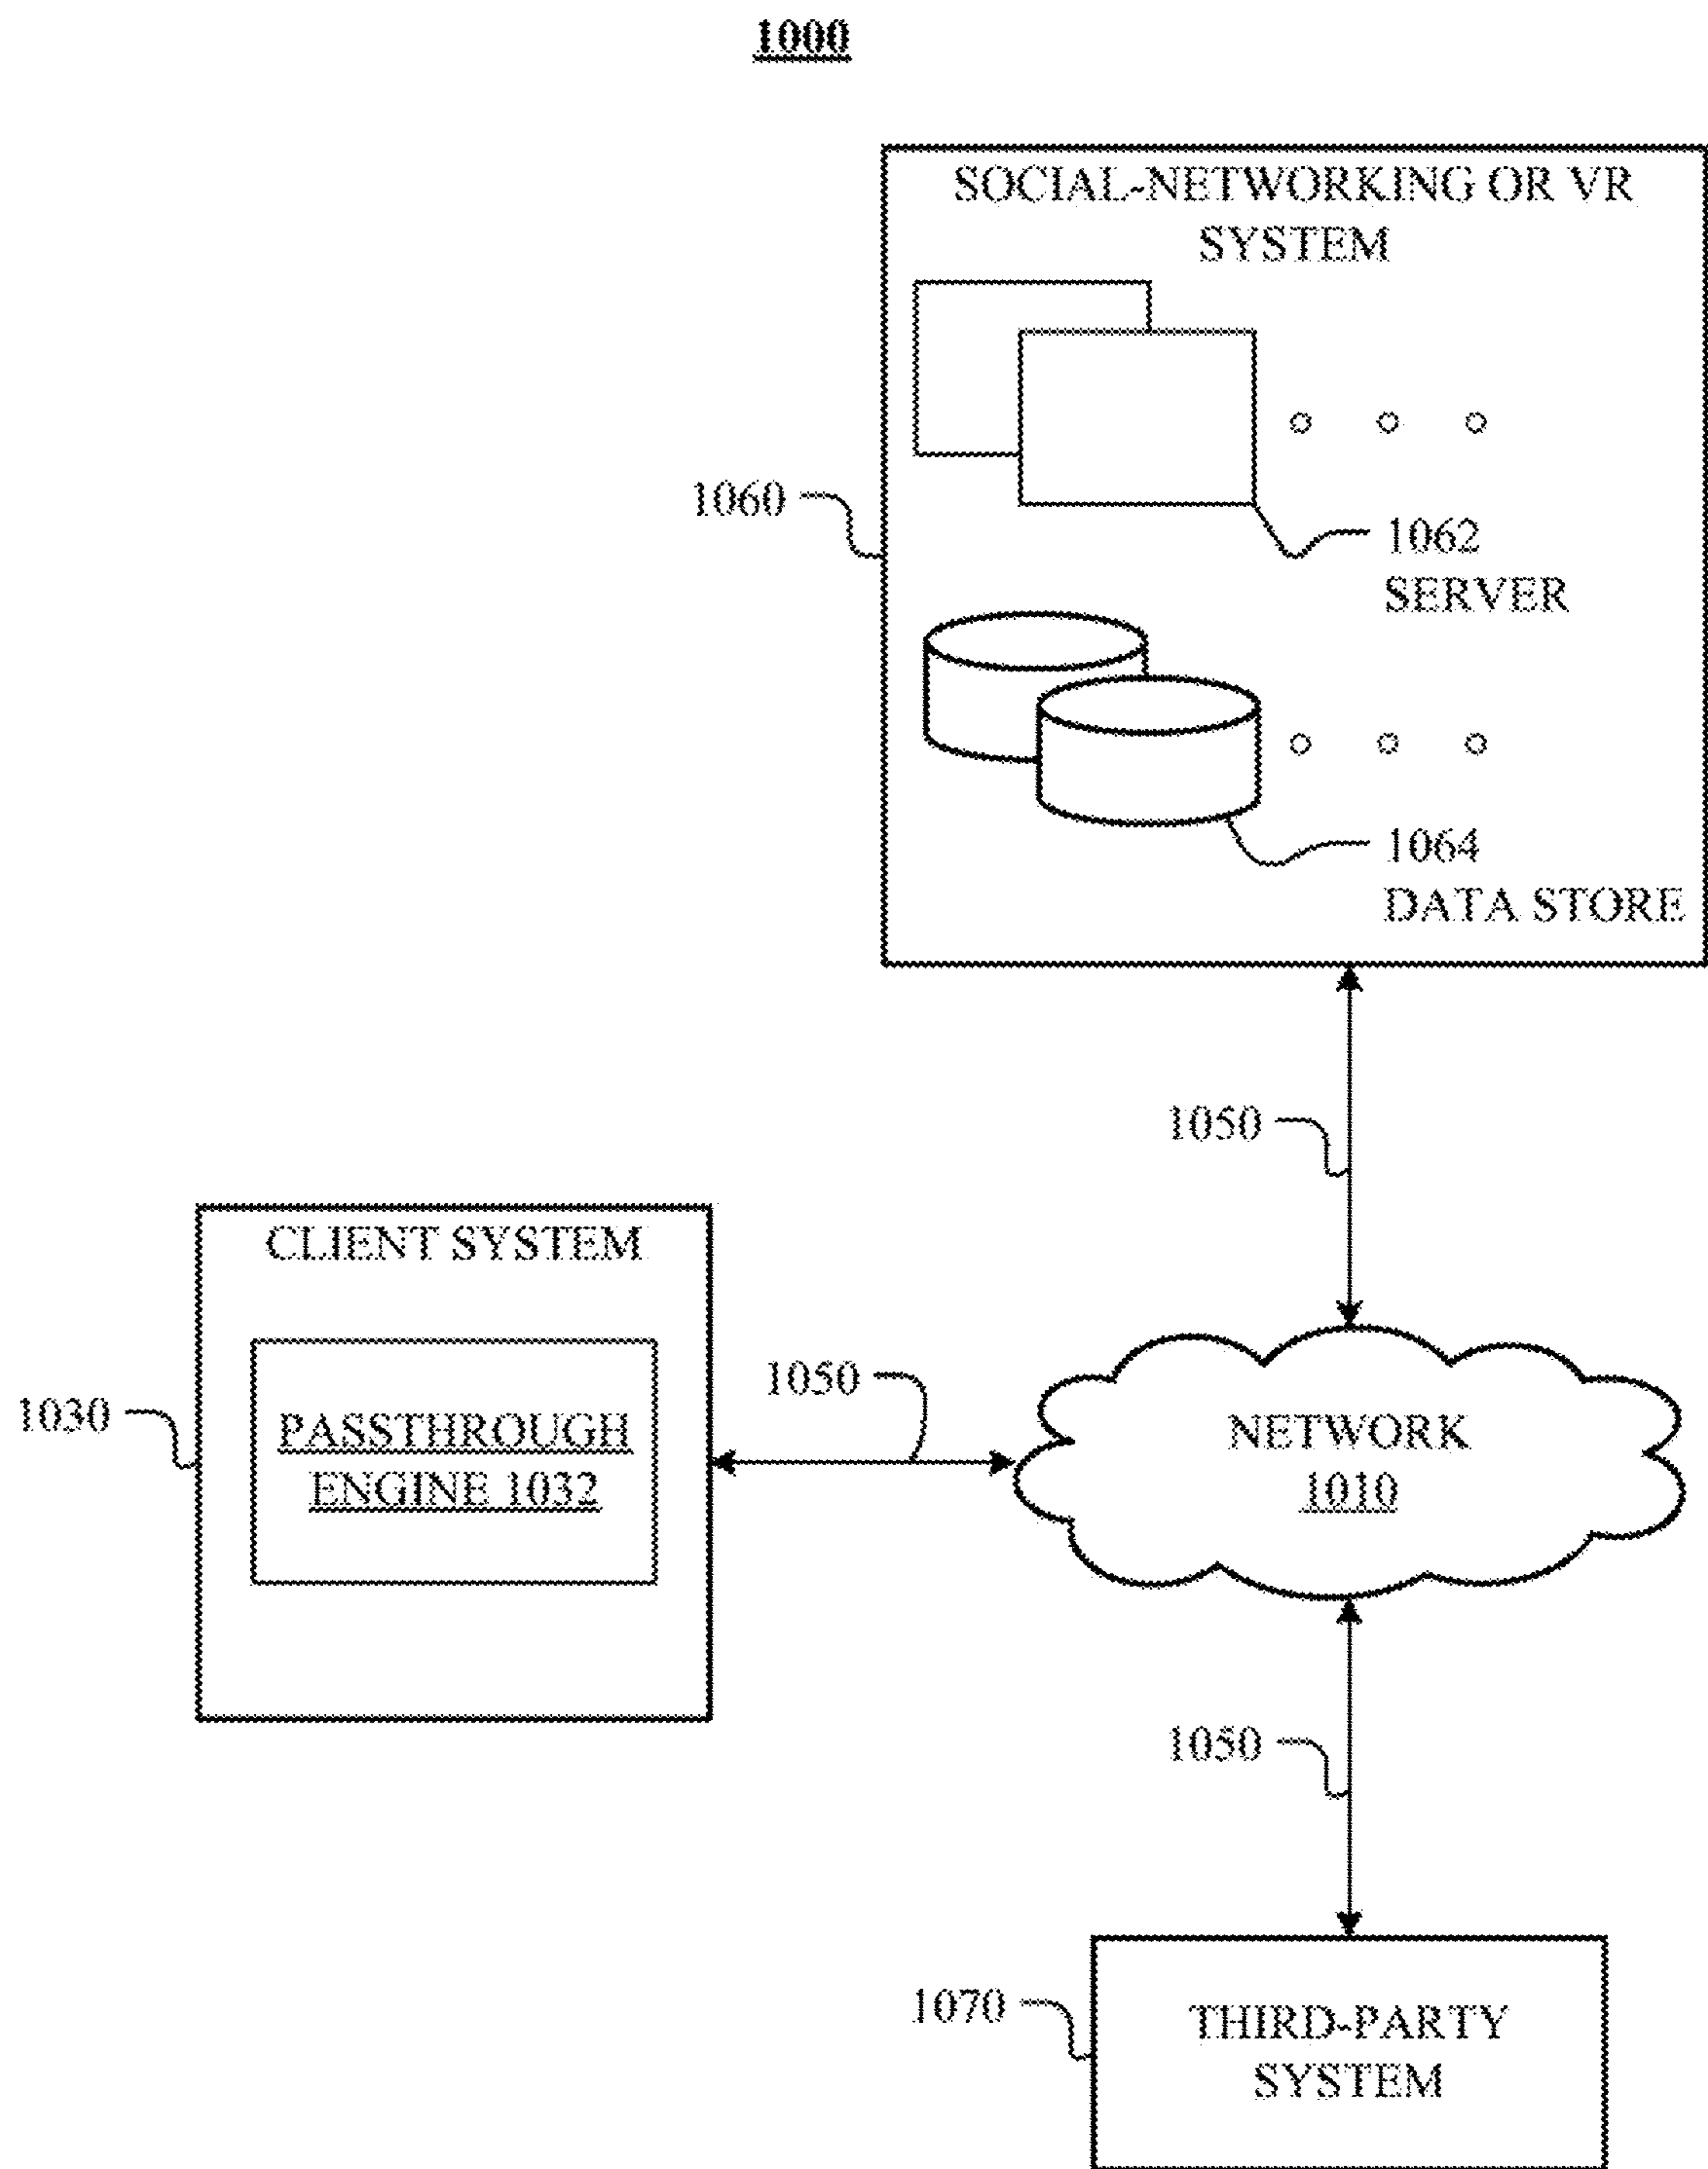 1000
SOCIAL-NETWORKING OR VR
SYSTEM
1060
1062
SERVER
1064
DATA STORE
1050
CLIENT SYSTEM
1030
PASSTHROUGH
ENGINE 1032
1050
NETWORK
1010
1050
1070
THIRD-PARTY
SYSTEM